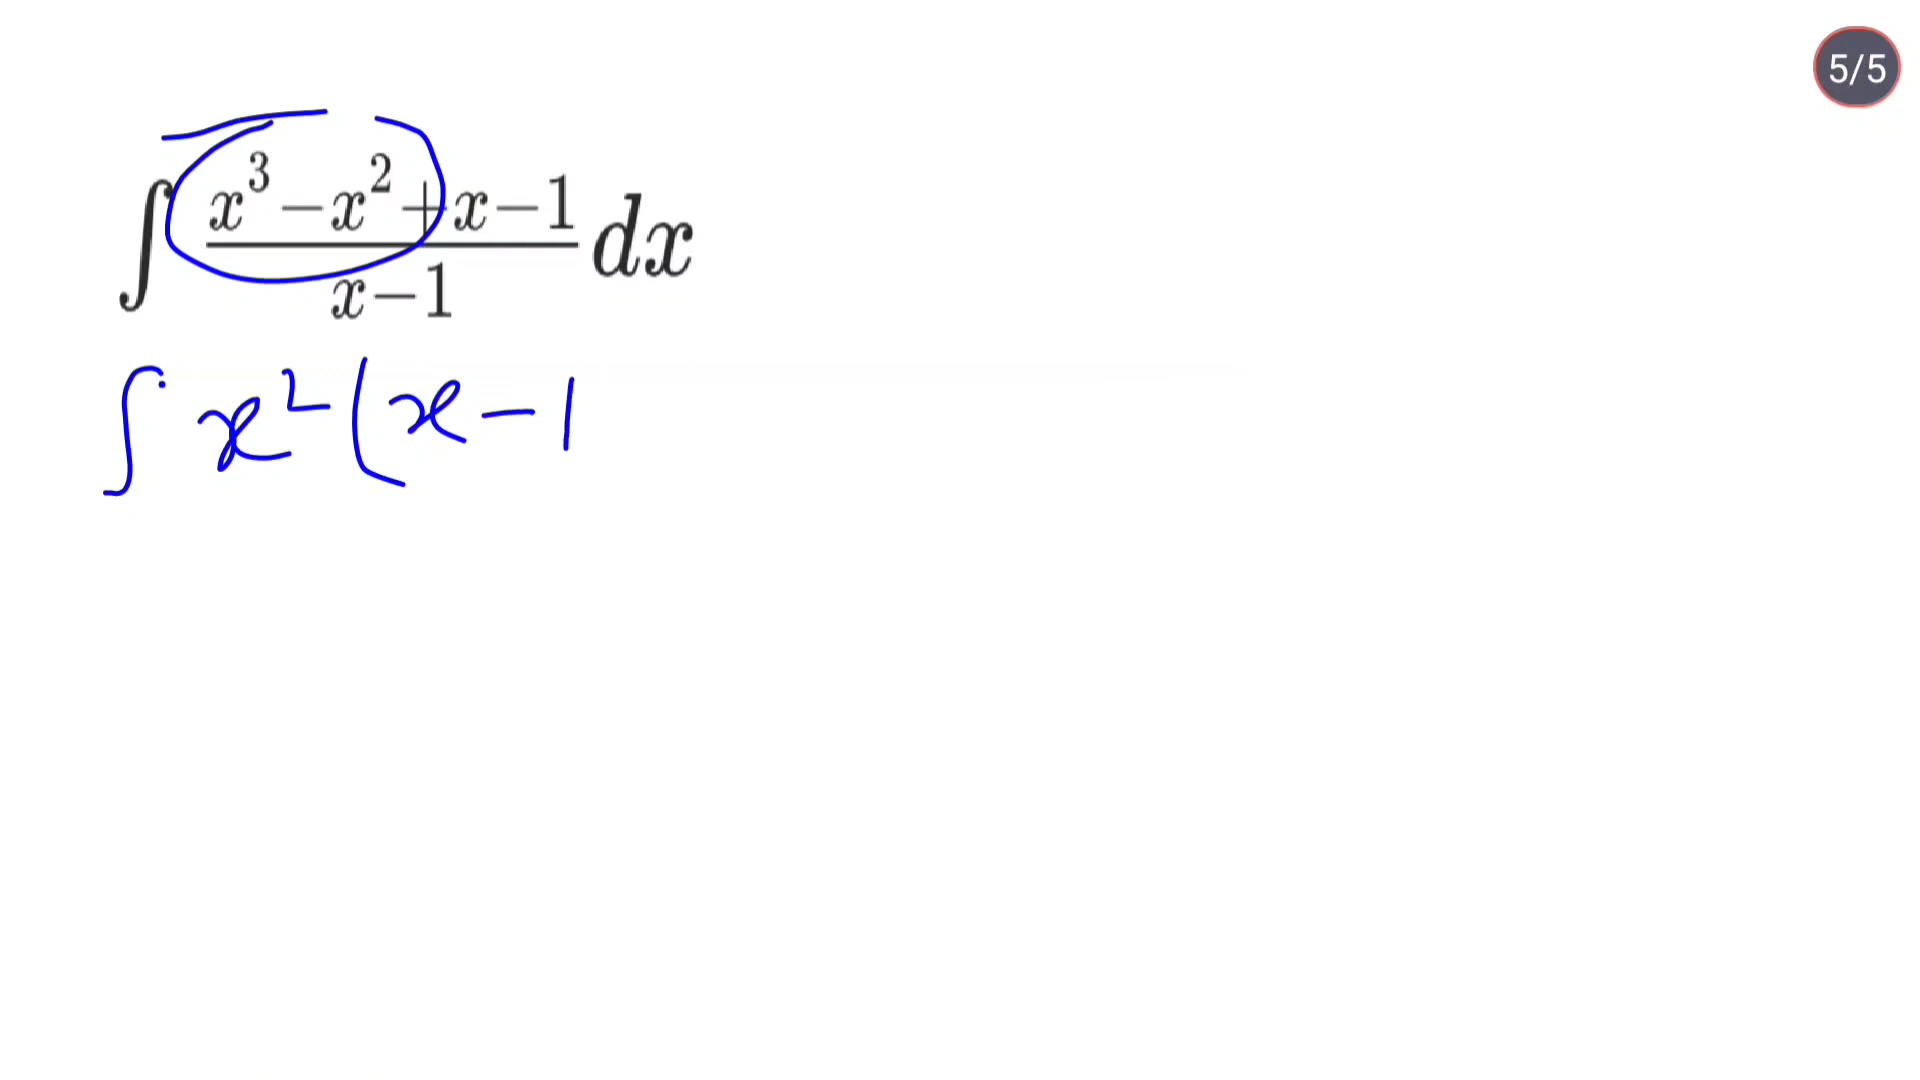 5/5
∫ (x³−x²+x−1)/(x−1) dx
∫ x² (x − 1